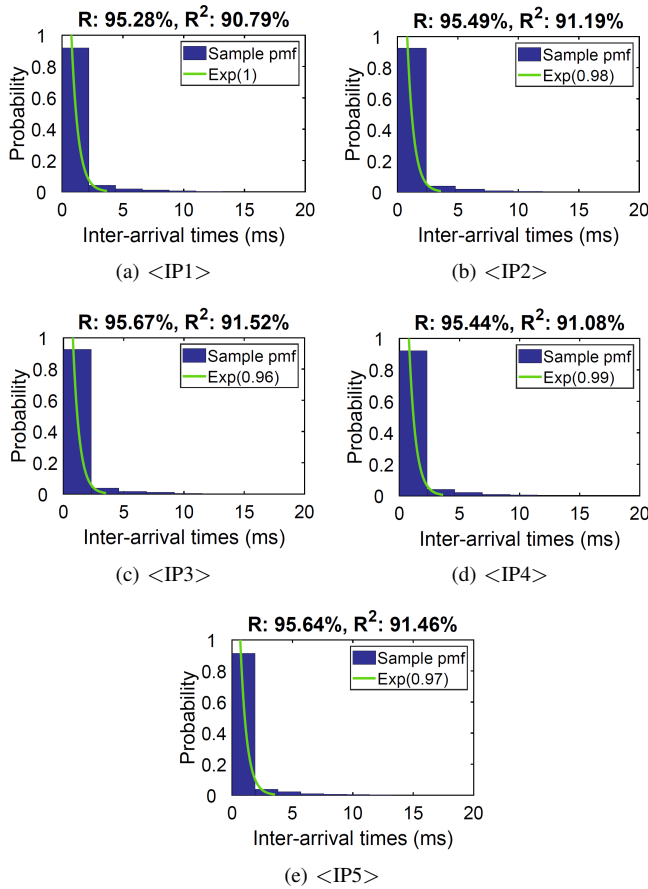 R: 95.28%, R²: 90.79%
1
0.8
0.6
0.4
0.2
0
Probability
Sample pmf
Exp(1)
0 5 10 15 20
Inter-arrival times (ms)
(a) <IP1>
R: 95.49%, R²: 91.19%
1
0.8
0.6
0.4
0.2
0
Probability
Sample pmf
Exp(0.98)
0 5 10 15 20
Inter-arrival times (ms)
(b) <IP2>
R: 95.67%, R²: 91.52%
1
0.8
0.6
0.4
0.2
0
Probability
Sample pmf
Exp(0.96)
0 5 10 15 20
Inter-arrival times (ms)
(c) <IP3>
R: 95.44%, R²: 91.08%
1
0.8
0.6
0.4
0.2
0
Probability
Sample pmf
Exp(0.99)
0 5 10 15 20
Inter-arrival times (ms)
(d) <IP4>
R: 95.64%, R²: 91.46%
1
0.8
0.6
0.4
0.2
0
Probability
Sample pmf
Exp(0.97)
0 5 10 15 20
Inter-arrival times (ms)
(e) <IP5>